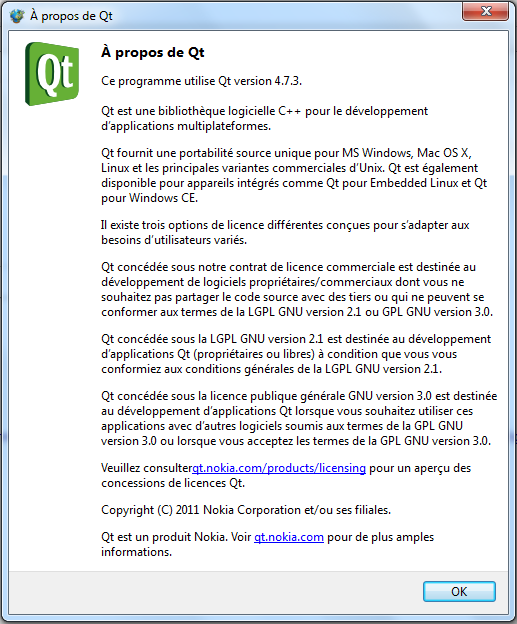 À propos de Qt
Qt
À propos de Qt
Ce programme utilise Qt version 4.7.3.
Qt est une bibliothèque logicielle C++ pour le développement
d’applications multiplateformes.
Qt fournit une portabilité source unique pour MS Windows, Mac OS X,
Linux et les principales variantes commerciales d’Unix. Qt est également
disponible pour appareils intégrés comme Qt pour Embedded Linux et Qt
pour Windows CE.
Il existe trois options de licence différentes conçues pour s’adapter aux
besoins d’utilisateurs variés.
Qt concédée sous notre contrat de licence commerciale est destinée au
développement de logiciels propriétaires/commerciaux dont vous ne
souhaitez pas partager le code source avec des tiers ou qui ne peuvent se
conformer aux termes de la LGPL GNU version 2.1 ou GPL GNU version 3.0.
Qt concédée sous la LGPL GNU version 2.1 est destinée au développement
d’applications Qt (propriétaires ou libres) à condition que vous vous
conformiez aux conditions générales de la LGPL GNU version 2.1.
Qt concédée sous la licence publique générale GNU version 3.0 est destinée
au développement d’applications Qt lorsque vous souhaitez utiliser ces
applications avec d’autres logiciels soumis aux termes de la GPL GNU
version 3.0 ou lorsque vous acceptez les termes de la GPL GNU version 3.0.
Veuillez consulterqt.nokia.com/products/licensing pour un aperçu des
concessions de licences Qt.
Copyright (C) 2011 Nokia Corporation et/ou ses filiales.
Qt est un produit Nokia. Voir qt.nokia.com pour de plus amples
informations.
OK